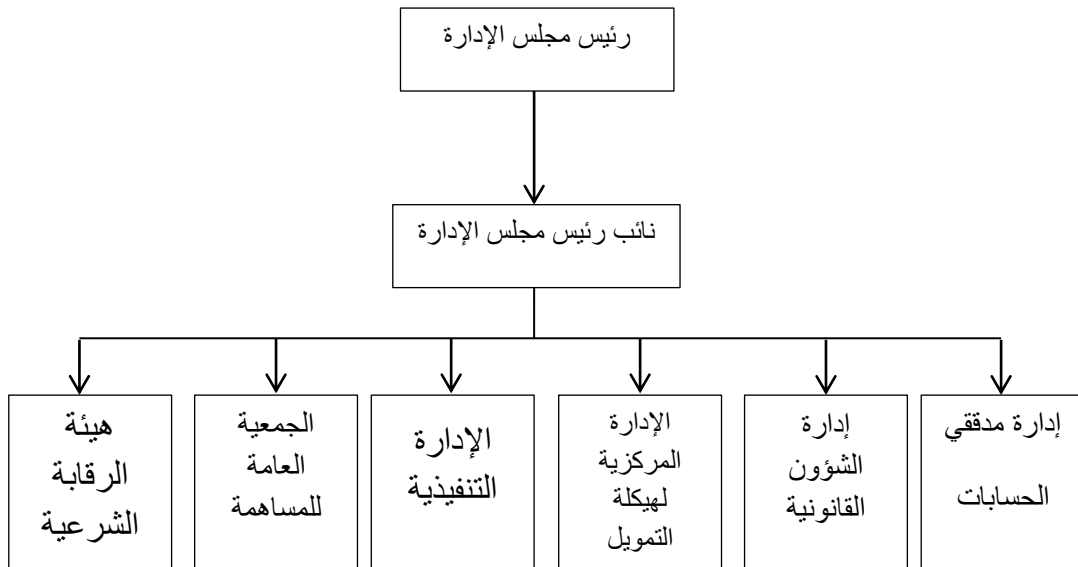 رئيس مجلس الإدارة
نائب رئيس مجلس الإدارة
إدارة مدققي
الحسابات
إدارة
الشؤون
القانونية
الإدارة
المركزية
لهيكلة
التمويل
الإدارة
التنفيذية
الجمعية
العامة
للمساهمة
هيئة
الرقابة
الشرعية